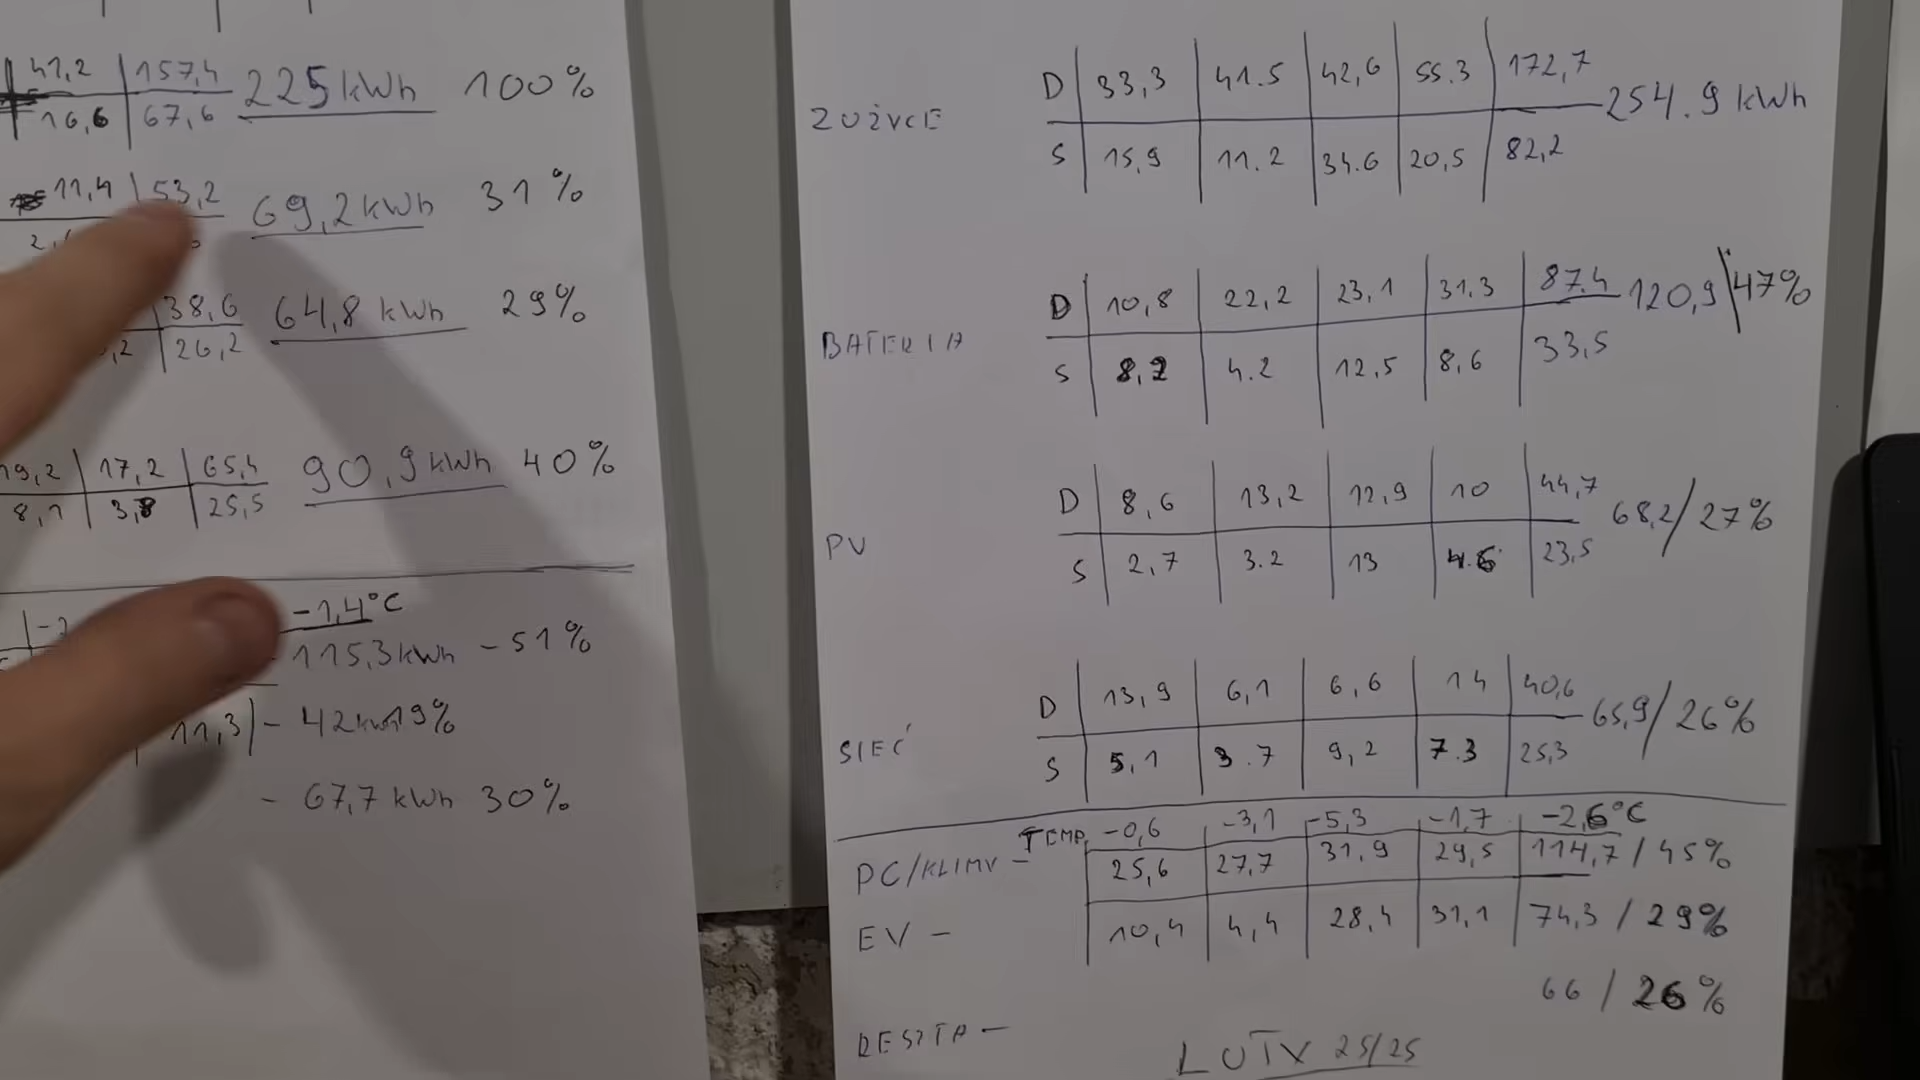 41,2 157,4 225 kWh 100%
16,6 67,6
11,4 53,2 69,2 kWh 31%
38,6 64,8 kWh 29%
26,2
19,2 17,2 65,4 90,9 kWh 40%
8,1 3,8 25,5
-1,4°C
115,3 kWh - 51%
11,3 - 42 kWh 19%
- 67,7 kWh 30%
ZUŻYCE
D 33,3 41.5 42,6 55.3 172,7 254.9 kWh
S 15,9 11.2 34.6 20,5 82,2
BATERIA
D 10,8 22,2 23,1 31.3 87.4 120,9 47%
S 8,2 4.2 12,5 8,6 33,5
PV
D 8,6 13,2 12,9 10 44,7 68,2/27%
S 2,7 3.2 13 4.6 23,5
SIEĆ
D 13,9 6,1 6,6 14 40,6 65,9/26%
S 5,1 3.7 9,2 7.3 25,3
TEMP. -0,6 -3,1 -5,3 -1,7 -2,6°C
PC/KLIMY - 25,6 27,7 31,9 29,5 114,7/45%
EV - 10,4 4,4 28,4 31,1 74,3/29%
66/26%
RESZTA -
LUTY 25/25